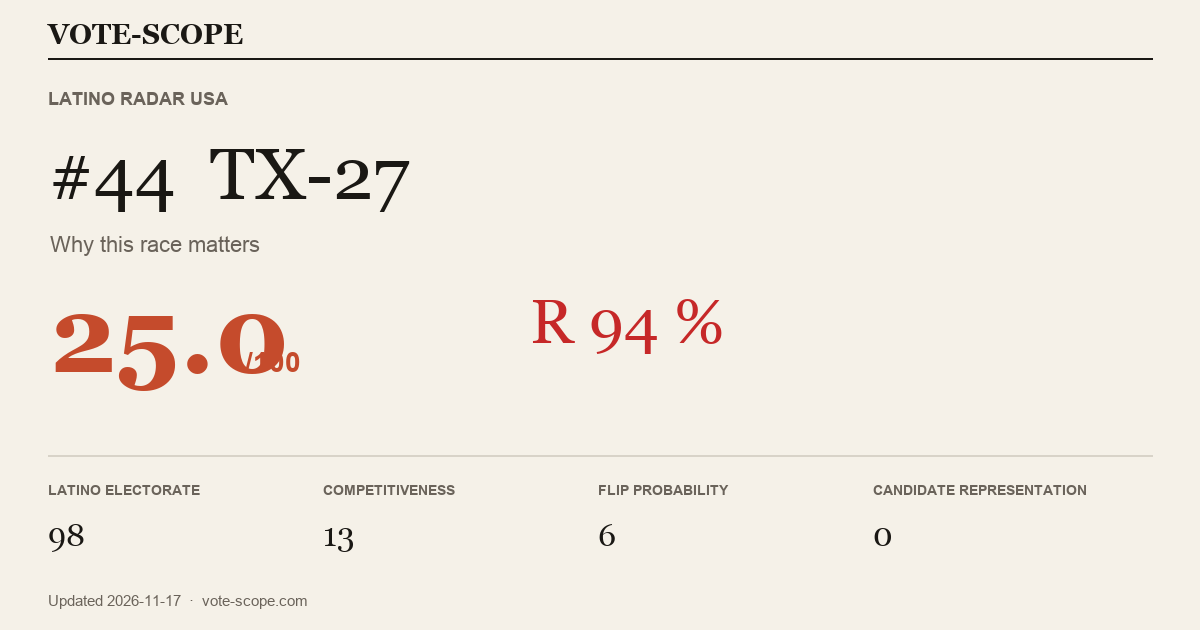 VOTE-SCOPE
LATINO RADAR USA
#44 TX-27
Why this race matters
25.0 /100
R 94 %
LATINO ELECTORATE
COMPETITIVENESS
FLIP PROBABILITY
CANDIDATE REPRESENTATION
98
13
6
0
Updated 2026-11-17 · vote-scope.com